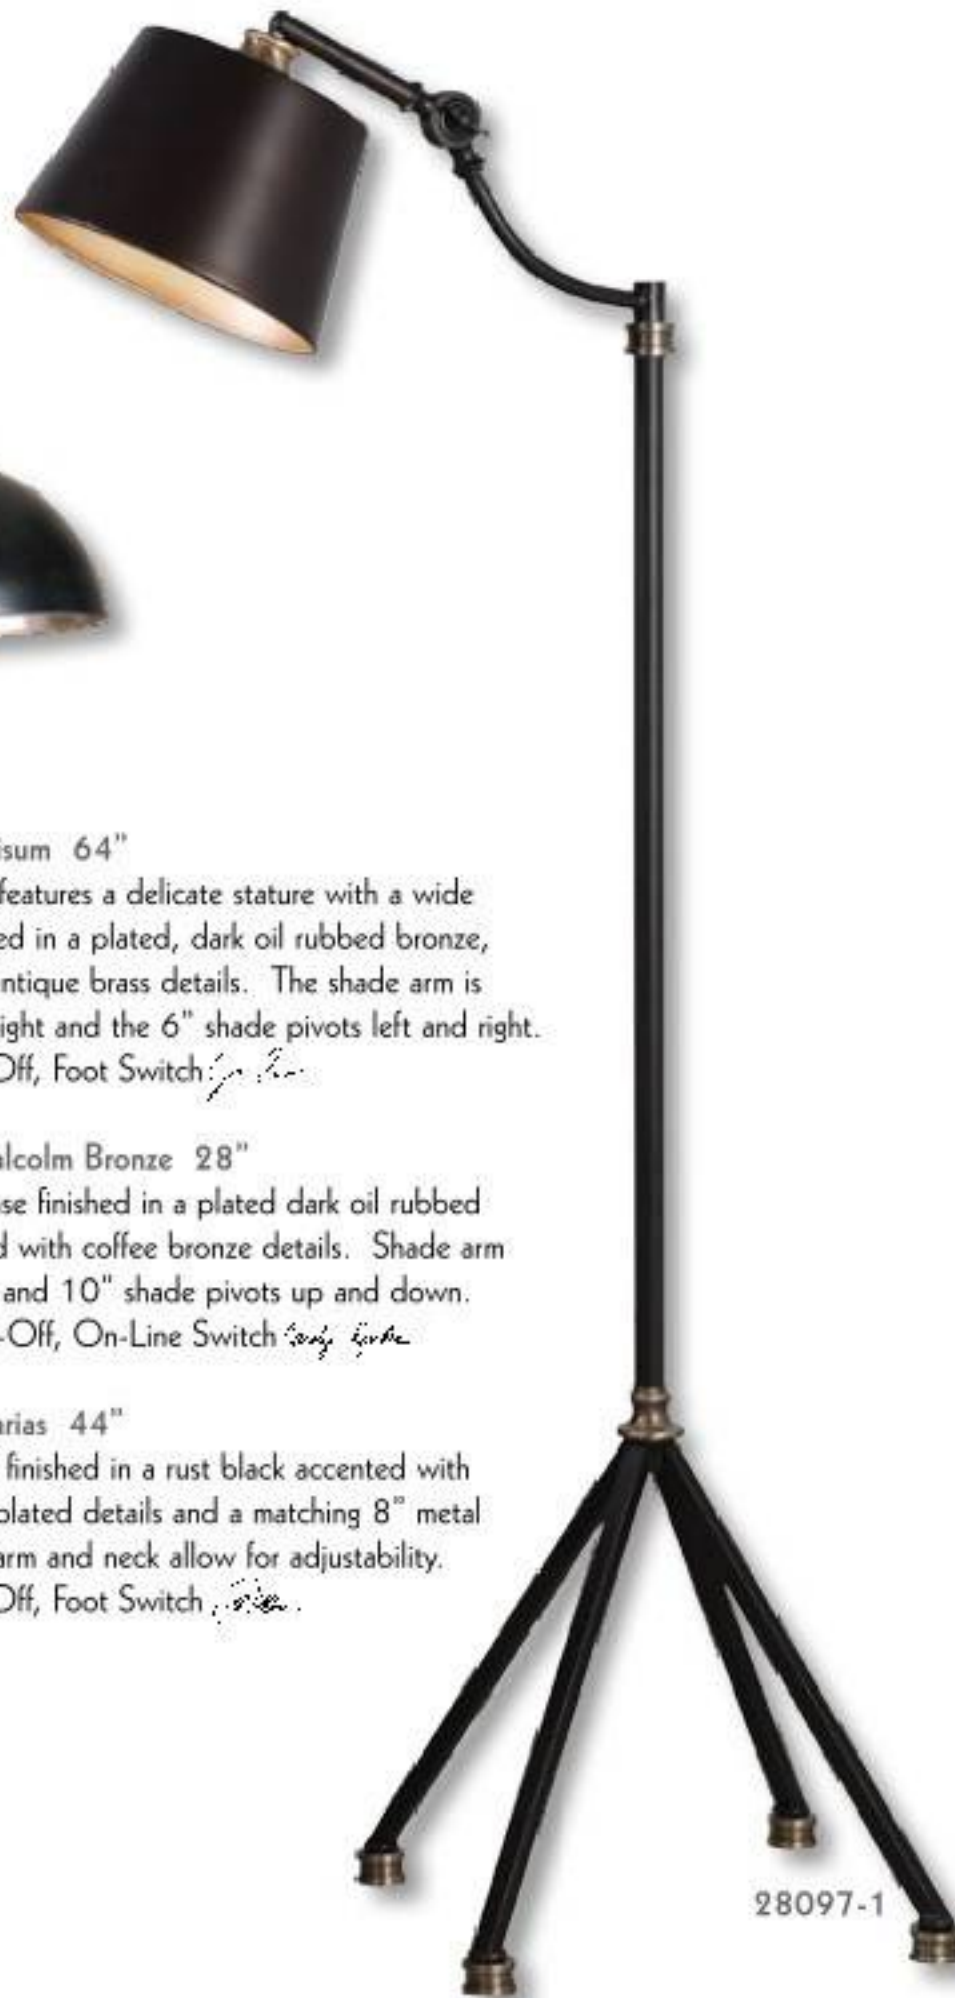 isum 64”
features a delicate stature with a wide
ed in a plated, dark oil rubbed bronze,
ntique brass details. The shade arm is
ight and the 6” shade pivots left and right.
Off, Foot Switch
alcolm Bronze 28”
ase finished in a plated dark oil rubbed
d with coffee bronze details. Shade arm
and 10” shade pivots up and down.
-Off, On-Line Switch
arias 44”
finished in a rust black accented with
plated details and a matching 8” metal
arm and neck allow for adjustability.
Off, Foot Switch
28097-1